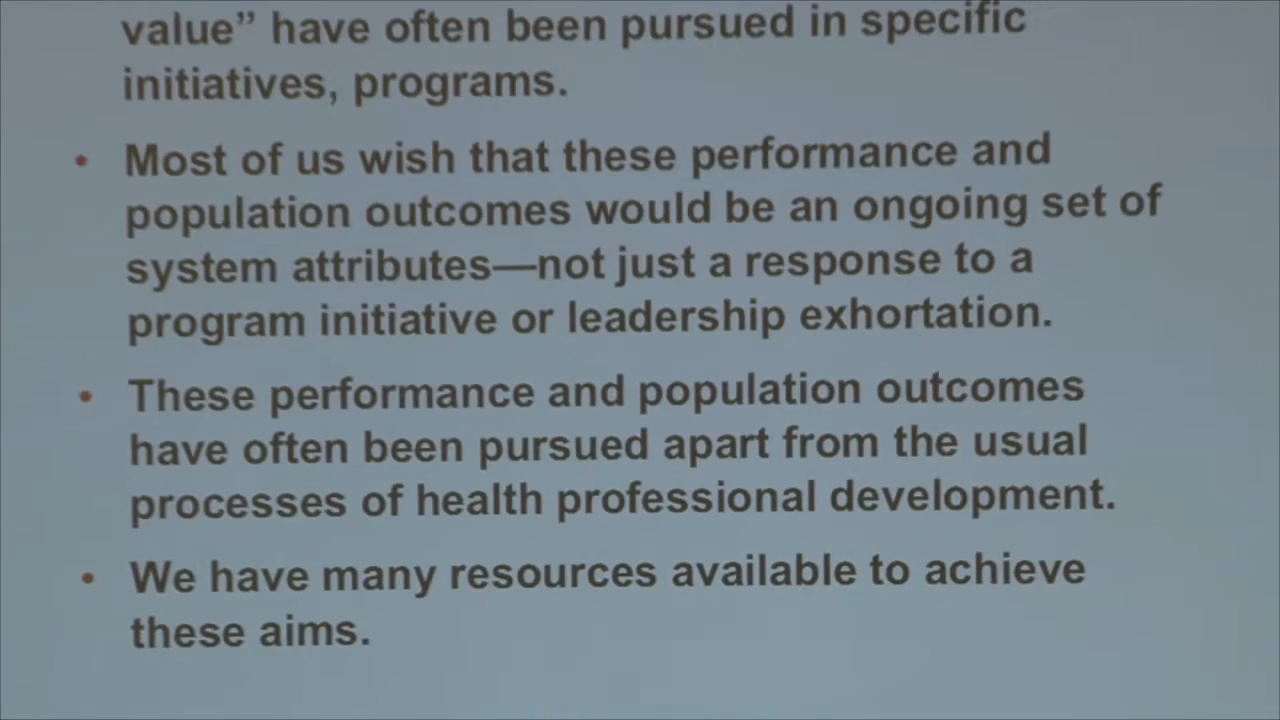 value” have often been pursued in specific
initiatives, programs.
• Most of us wish that these performance and
population outcomes would be an ongoing set of
system attributes—not just a response to a
program initiative or leadership exhortation.
• These performance and population outcomes
have often been pursued apart from the usual
processes of health professional development.
• We have many resources available to achieve
these aims.